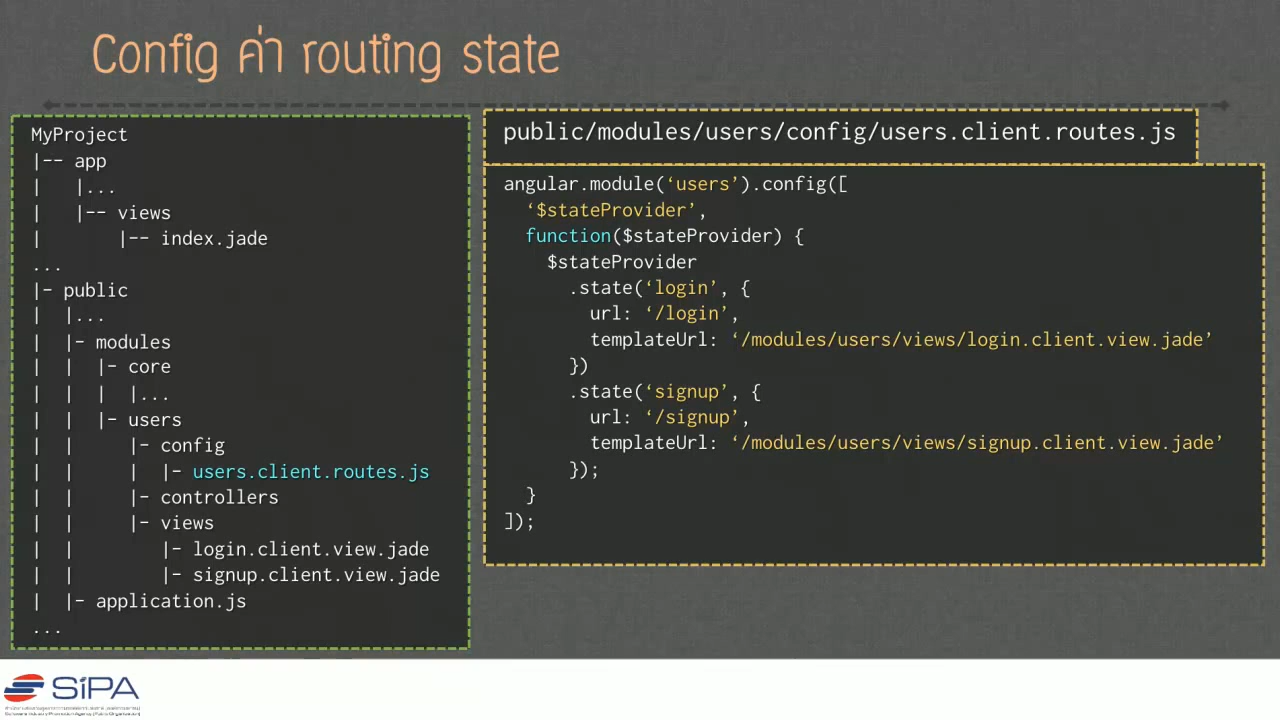 Config ค่า routing state
MyProject
|-- app
|   |...
|   |-- views
|       |-- index.jade
...
|- public
|  |...
|  |- modules
|  |  |- core
|  |  |  |...
|  |  |- users
|  |     |- config
|  |     |  |- users.client.routes.js
|  |     |- controllers
|  |     |- views
|  |        |- login.client.view.jade
|  |        |- signup.client.view.jade
|  |- application.js
...
public/modules/users/config/users.client.routes.js
angular.module(‘users’).config([
  ‘$stateProvider’,
  function($stateProvider) {
    $stateProvider
      .state(‘login’, {
        url: ‘/login’,
        templateUrl: ‘/modules/users/views/login.client.view.jade’
      })
      .state(‘signup’, {
        url: ‘/signup’,
        templateUrl: ‘/modules/users/views/signup.client.view.jade’
      });
  }
]);
SiPA